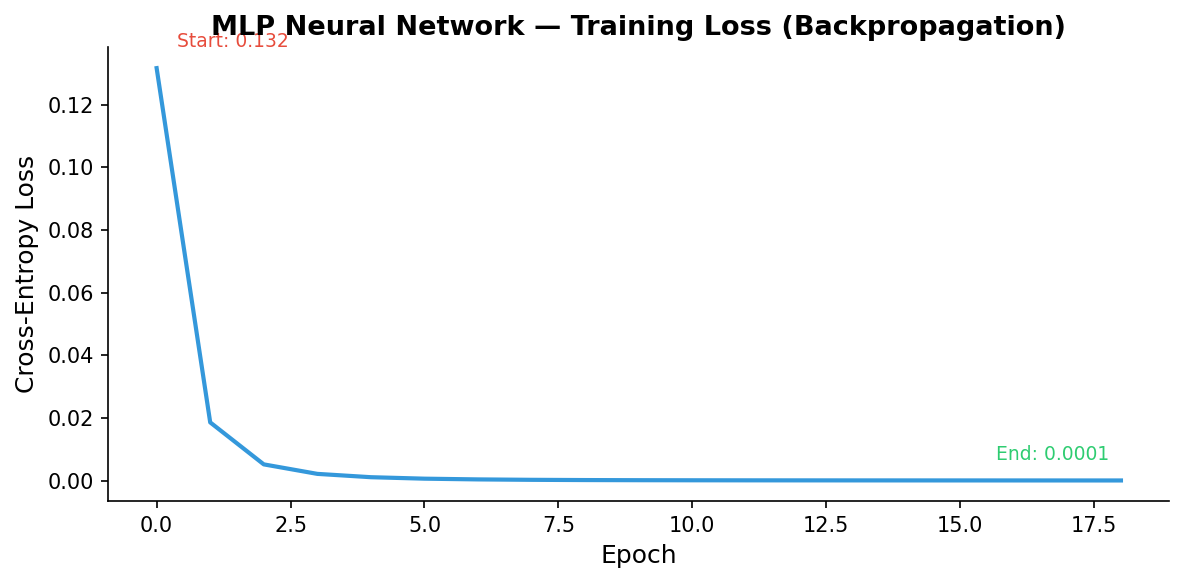 MLP Neural Network — Training Loss (Backpropagation)
Start: 0.132
Cross-Entropy Loss
0.12
0.10
0.08
0.06
0.04
0.02
0.00
End: 0.0001
0.0 2.5 5.0 7.5 10.0 12.5 15.0 17.5
Epoch